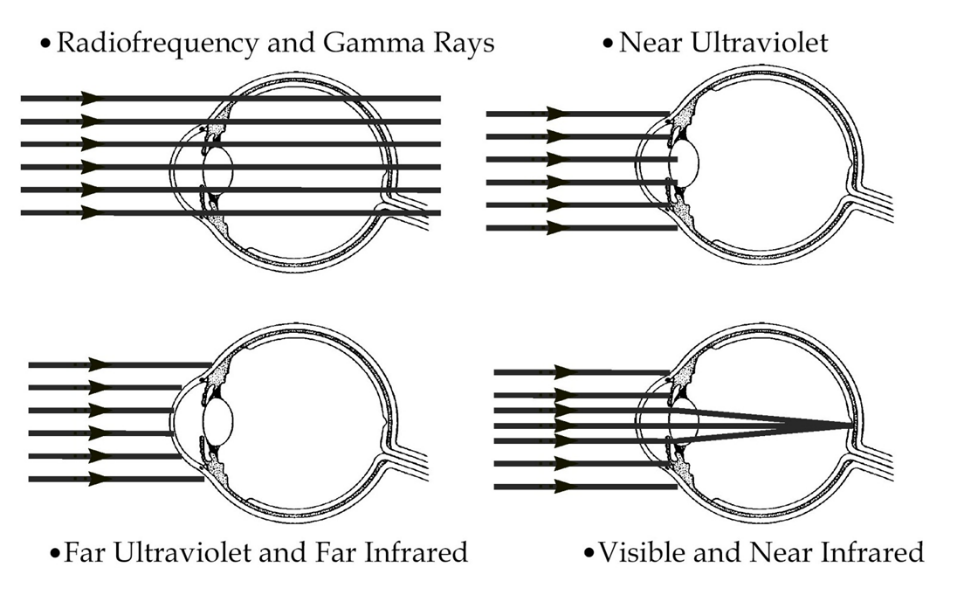 •Radiofrequency and Gamma Rays
•Near Ultraviolet
•Far Ultraviolet and Far Infrared
•Visible and Near Infrared